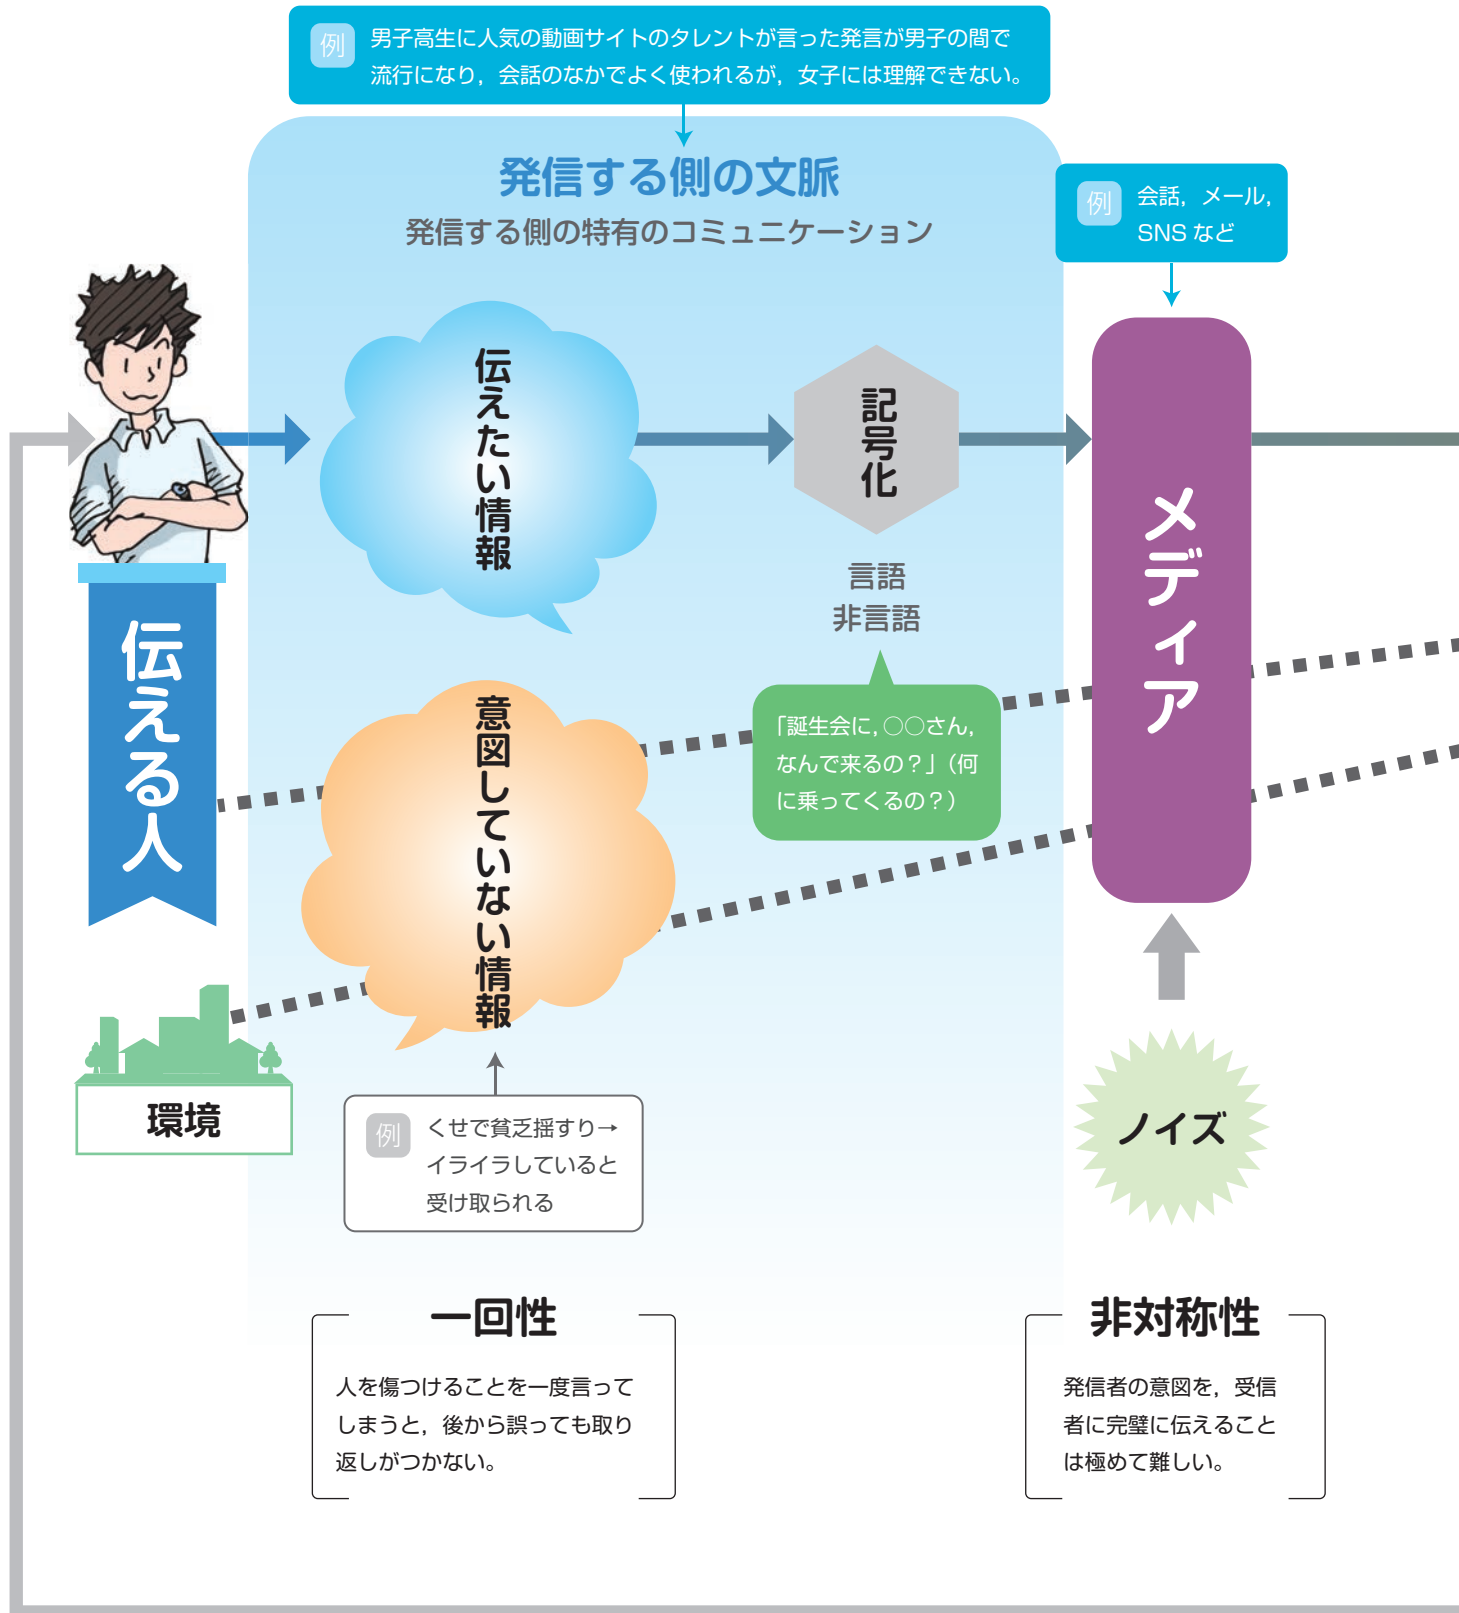 例
男子高生に人気の動画サイトのタレントが言った発言が男子の間で
流行になり，会話のなかでよく使われるが，女子には理解できない。
発信する側の文脈
発信する側の特有のコミュニケーション
例
会話，メール，
SNS など
伝える人
伝えたい情報
記号化
言語
非言語
「誕生会に，○○さん，
なんで来るの？」（何
に乗ってくるの？）
メディア
意図していない情報
環境
例
くせで貧乏揺すり→
イライラしていると
受け取られる
ノイズ
一回性
人を傷つけることを一度言って
しまうと，後から誤っても取り
返しがつかない。
非対称性
発信者の意図を，受信
者に完璧に伝えること
は極めて難しい。